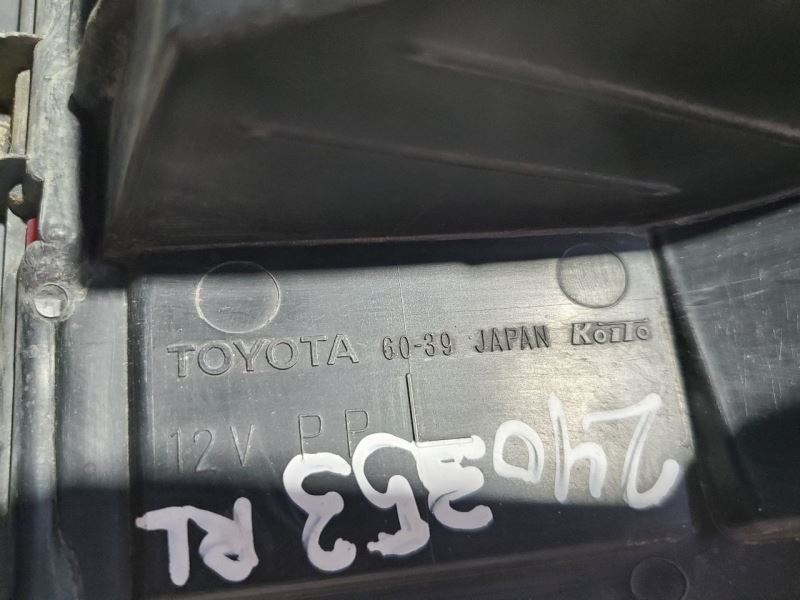 TOYOTA 60-39 JAPAN KOITO
12V PP
240353 RL